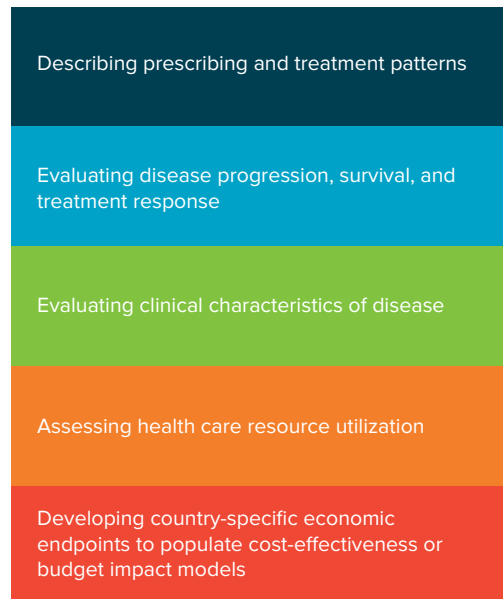 Describing prescribing and treatment patterns
Evaluating disease progression, survival, and
treatment response
Evaluating clinical characteristics of disease
Assessing health care resource utilization
Developing country-specific economic
endpoints to populate cost-effectiveness or
budget impact models